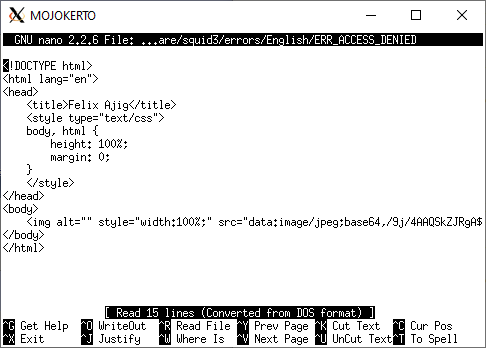 MOJOKERTO
GNU nano 2.2.6 File: ...are/squid3/errors/English/ERR_ACCESS_DENIED
<!DOCTYPE html>
<html lang="en">
<head>
    <title>Felix Ajig</title>
    <style type="text/css">
    body, html {
        height: 100%;
        margin: 0;
    }
    </style>
</head>
<body>
    <img alt="" style="width:100%;" src="data:image/jpeg;base64,/9j/4AAQSkZJRgA$
</body>
</html>
[ Read 15 lines (Converted from DOS format) ]
^G Get Help  ^O WriteOut  ^R Read File ^Y Prev Page ^K Cut Text  ^C Cur Pos
^X Exit      ^J Justify   ^W Where Is  ^V Next Page ^U UnCut Text^T To Spell